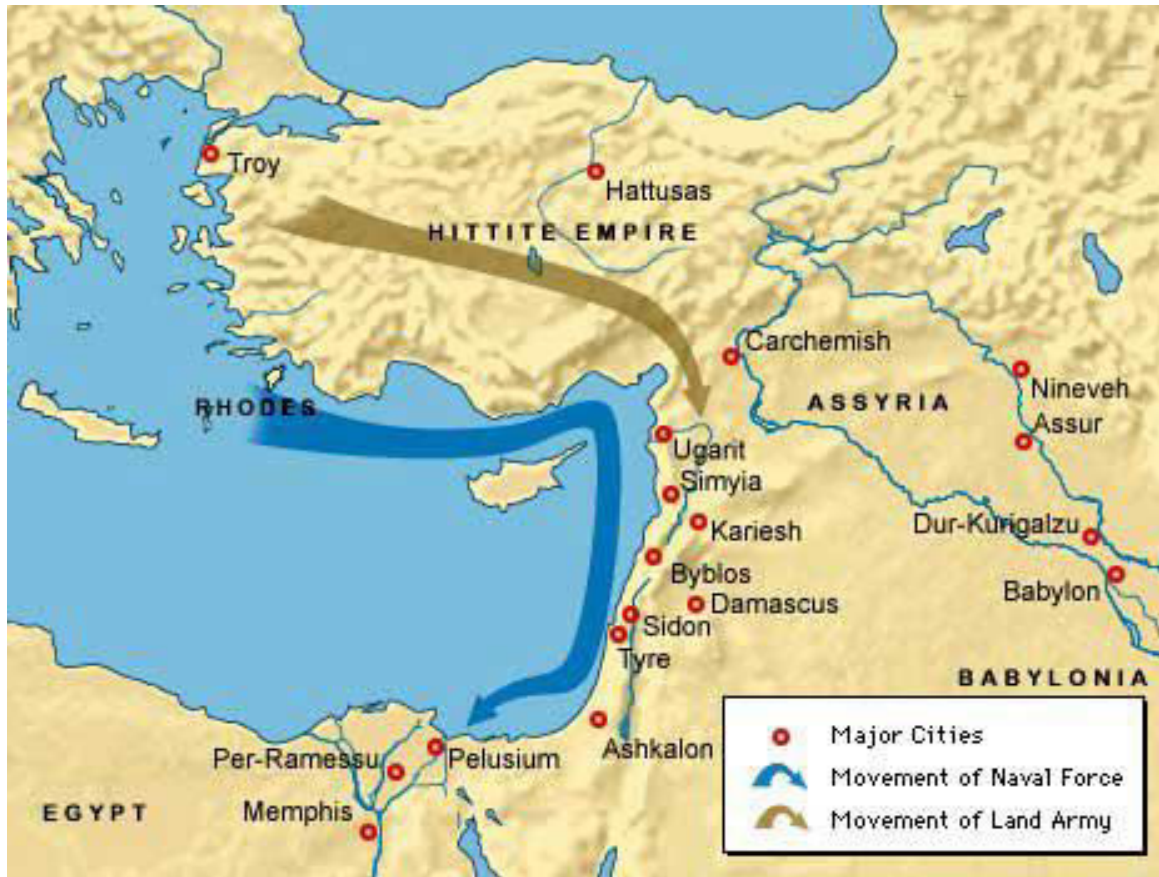 Troy
Hattusas
HITTITE EMPIRE
Carchemish
Nineveh
RHODES
ASSYRIA
Assur
Ugarit
Simyia
Dur-Kurigalzu
Kariesh
Byblos
Babylon
Damascus
Sidon
Tyre
BABYLONIA
Ashkalon
Major Cities
Per-Ramessu
Pelusium
Movement of Naval Force
EGYPT
Memphis
Movement of Land Army